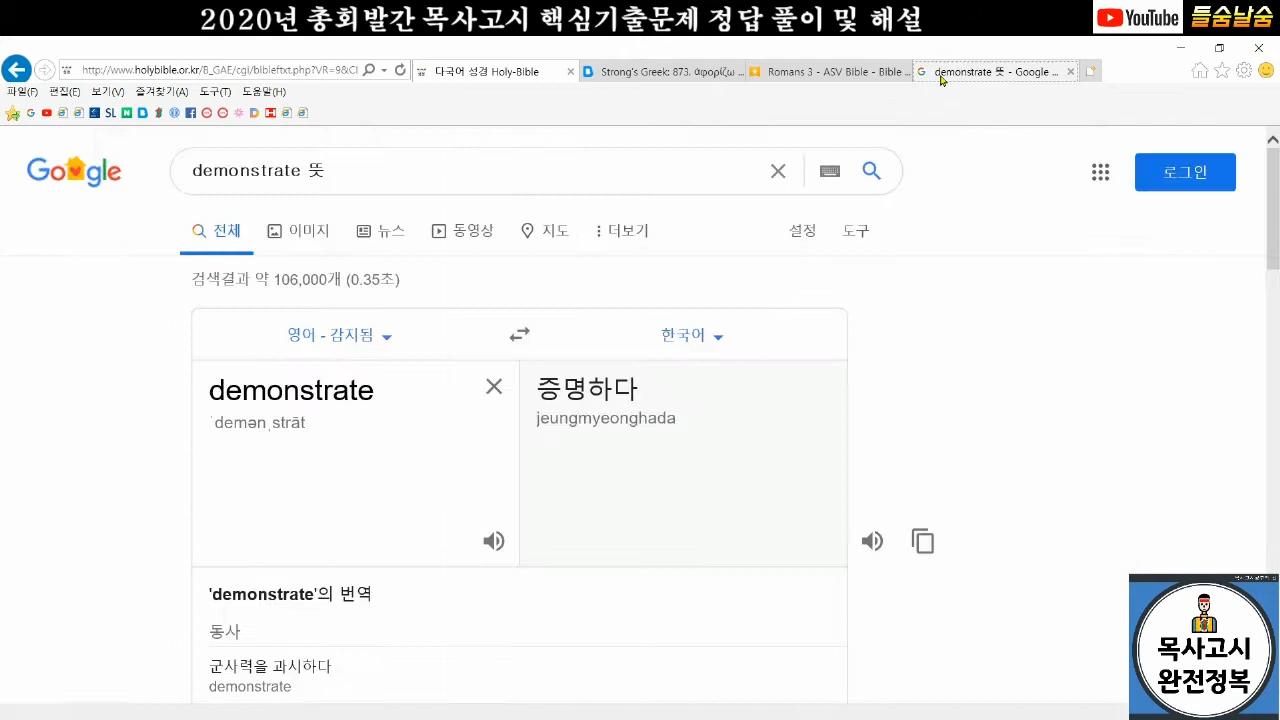 2020년 총회발간 목사고시 핵심기출문제 정답 풀이 및 해설
YouTube 들숨날숨
http://www.holybible.or.kr/B_GAE/cgi/bibleftxt.php?VR=9&CI
다국어 성경 Holy-Bible
Strong's Greek: 873. ἀφορίζω ...
Romans 3 - ASV Bible - Bible ...
demonstrate 뜻 - Google ...
파일(F) 편집(E) 보기(V) 즐겨찾기(A) 도구(T) 도움말(H)
Google
demonstrate 뜻
로그인
전체 이미지 뉴스 동영상 지도 더보기 설정 도구
검색결과 약 106,000개 (0.35초)
영어 - 감지됨 한국어
demonstrate 증명하다
ˈdemənˌstrāt jeungmyeonghada
'demonstrate'의 번역
동사
군사력을 과시하다
demonstrate
목사고시
완전정복